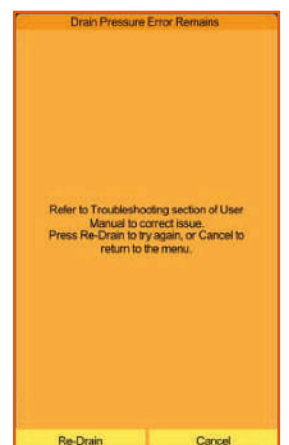 Drain Pressure Error Remains
Refer to Troubleshooting section of User
Manual to correct issue.
Press Re-Drain to try again, or Cancel to
return to the menu.
Re-Drain Cancel